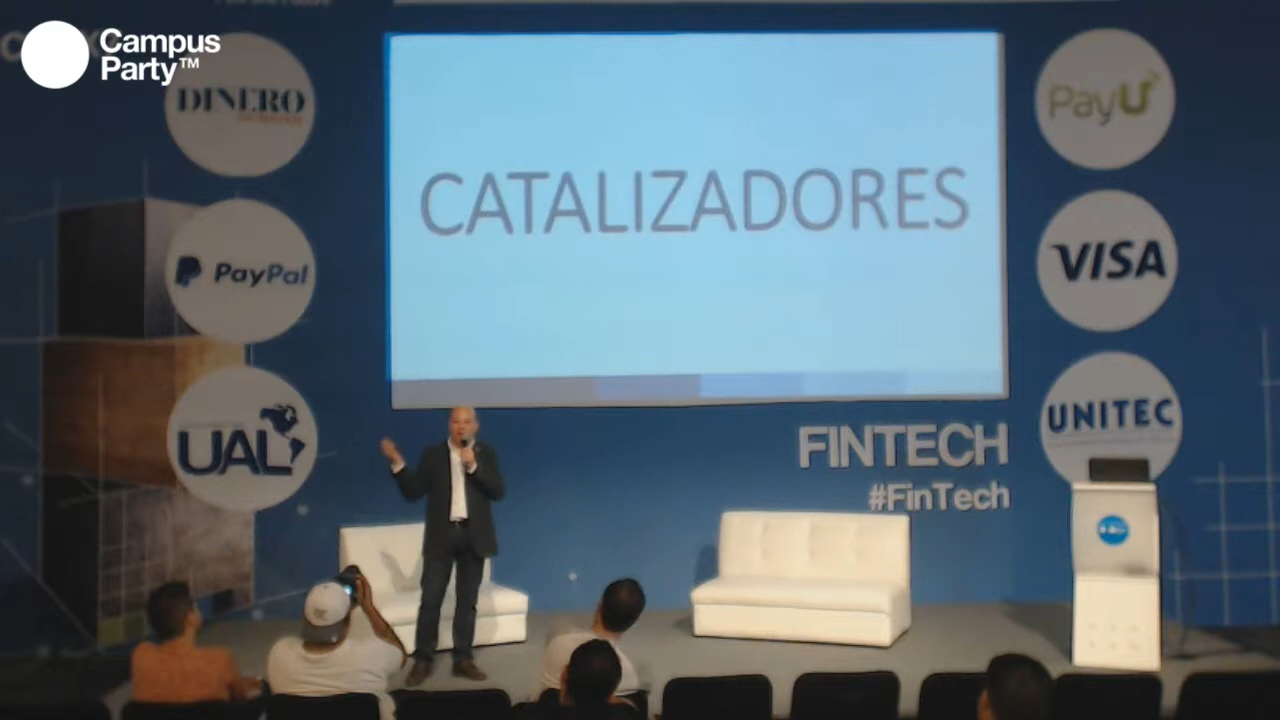 Campus
Party™
DINERO
PayPal
UAL
CATALIZADORES
PayU
VISA
UNITEC
FINTECH
#FinTech